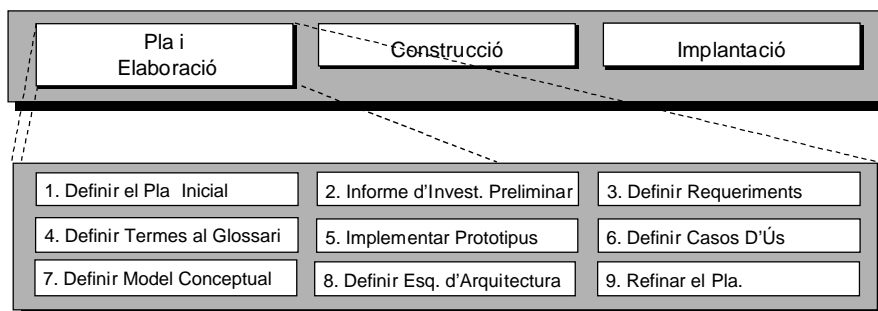 Pla i
Elaboració
Construcció
Implantació
1. Definir el Pla Inicial
2. Informe d'Invest. Preliminar
3. Definir Requeriments
4. Definir Termes al Glossari
5. Implementar Prototipus
6. Definir Casos D'Ús
7. Definir Model Conceptual
8. Definir Esq. d'Arquitectura
9. Refinar el Pla.